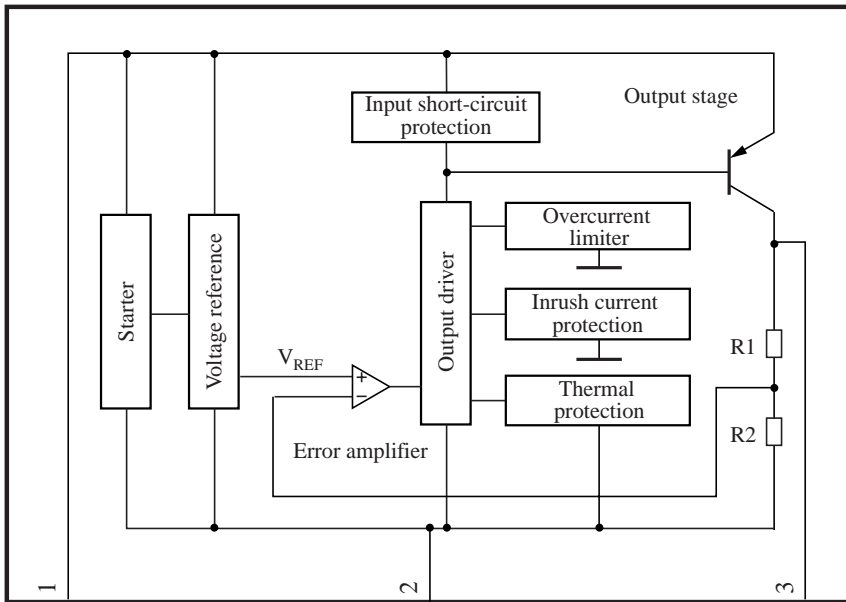 Input short-circuit
protection
Output stage
Starter
Voltage reference
Output driver
Overcurrent
limiter
Inrush current
protection
Thermal
protection
VREF
+
−
Error amplifier
R1
R2
1
2
3